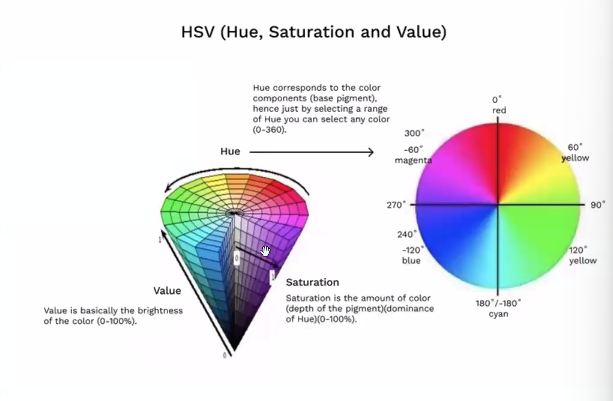 HSV (Hue, Saturation and Value)
Hue corresponds to the color
components (base pigment),
hence just by selecting a range
of Hue you can select any color
(0-360).
Hue
0°
red
300°
-60°
magenta
60°
yellow
270°
90°
240°
-120°
blue
120°
yellow
180°/-180°
cyan
1
0
1
Value
Value is basically the brightness
of the color (0-100%).
Saturation
Saturation is the amount of color
(depth of the pigment)(dominance
of Hue)(0-100%).
0